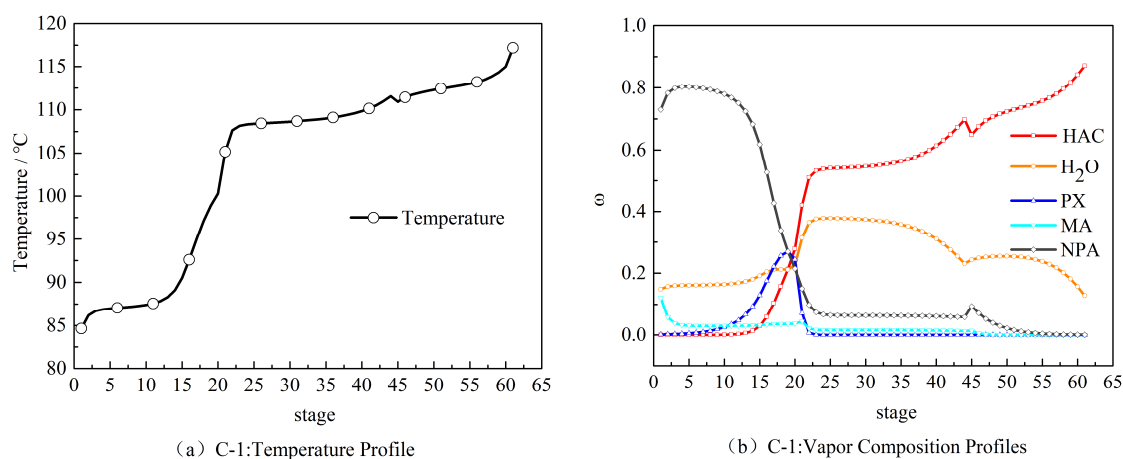 120
115
110
105
100
95
90
85
80
Temperature / °C
Temperature
0 5 10 15 20 25 30 35 40 45 50 55 60 65
stage
（a）C-1:Temperature Profile
1.0
0.8
0.6
0.4
0.2
0.0
ω
HAC
H₂O
PX
MA
NPA
0 5 10 15 20 25 30 35 40 45 50 55 60 65
stage
（b）C-1:Vapor Composition Profiles